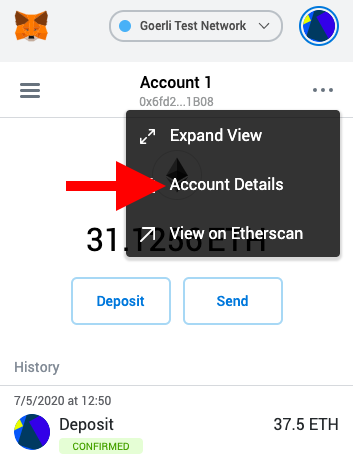 Goerli Test Network
Account 1
0x6fd2...1B08
Expand View
Account Details
View on Etherscan
31.1250 ETH
Deposit
Send
History
7/5/2020 at 12:50
Deposit
37.5 ETH
CONFIRMED